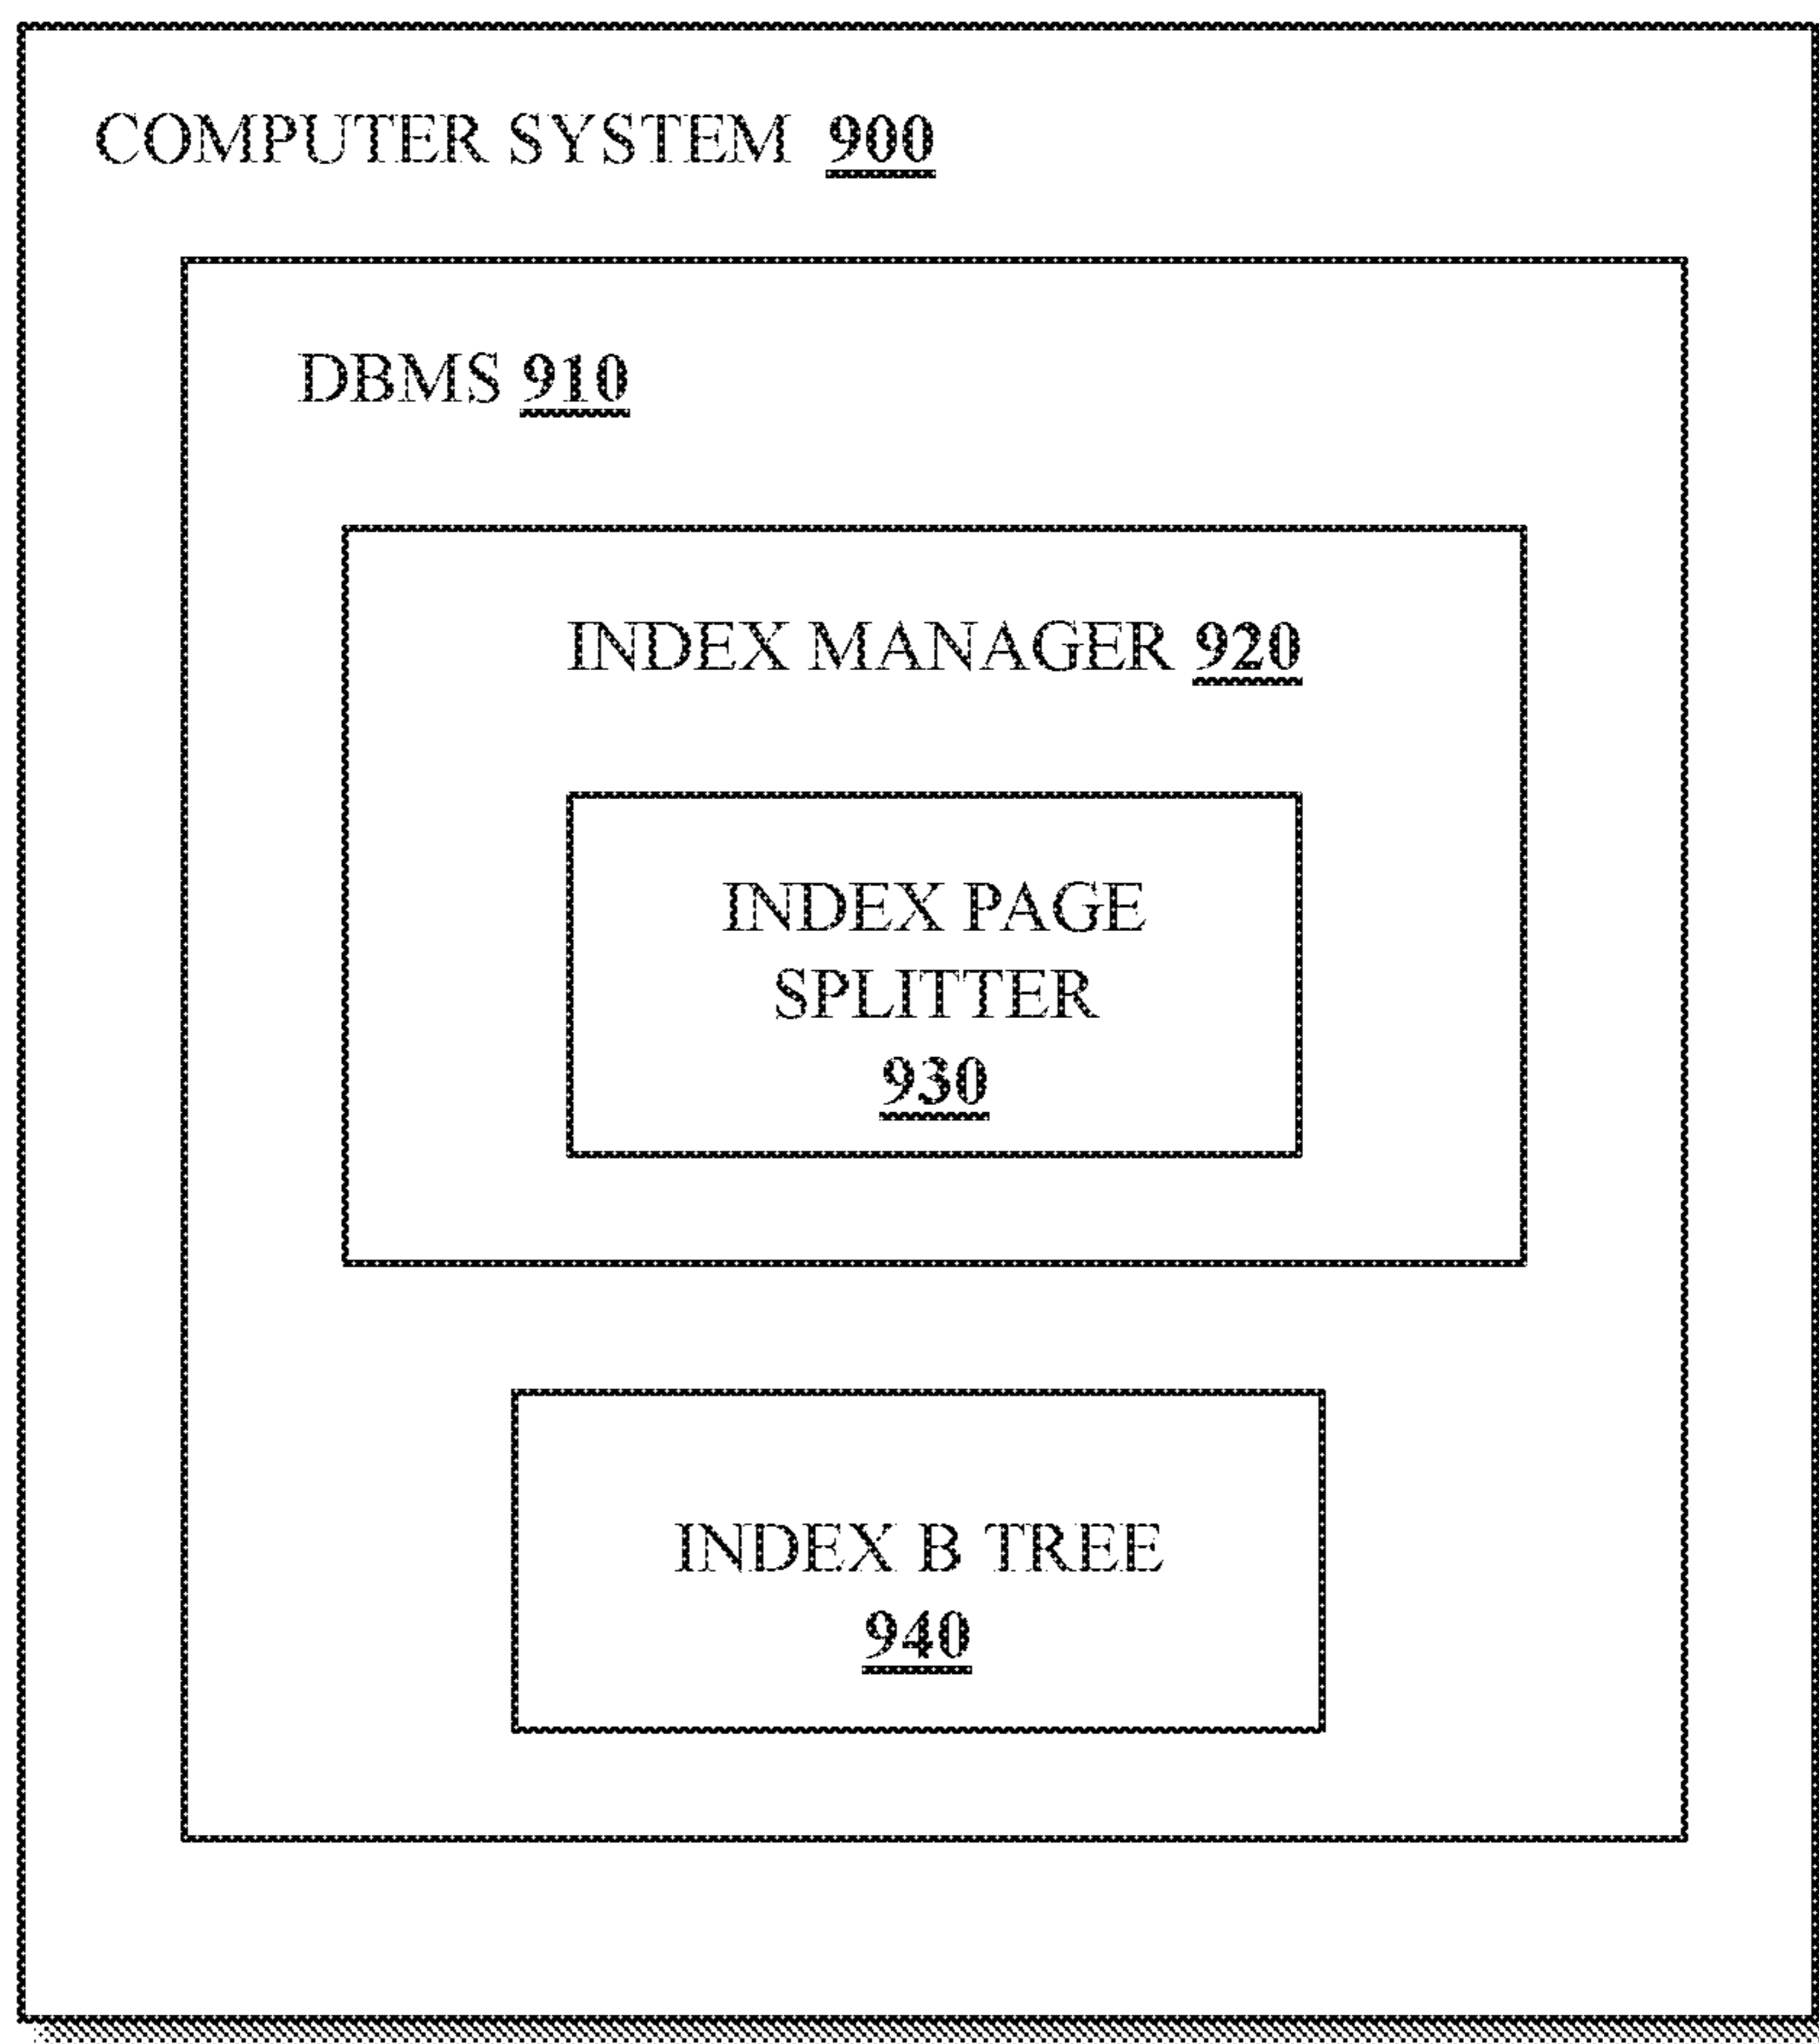 COMPUTER SYSTEM 900
DBMS 910
INDEX MANAGER 920
INDEX PAGE
SPLITTER
930
INDEX B TREE
940